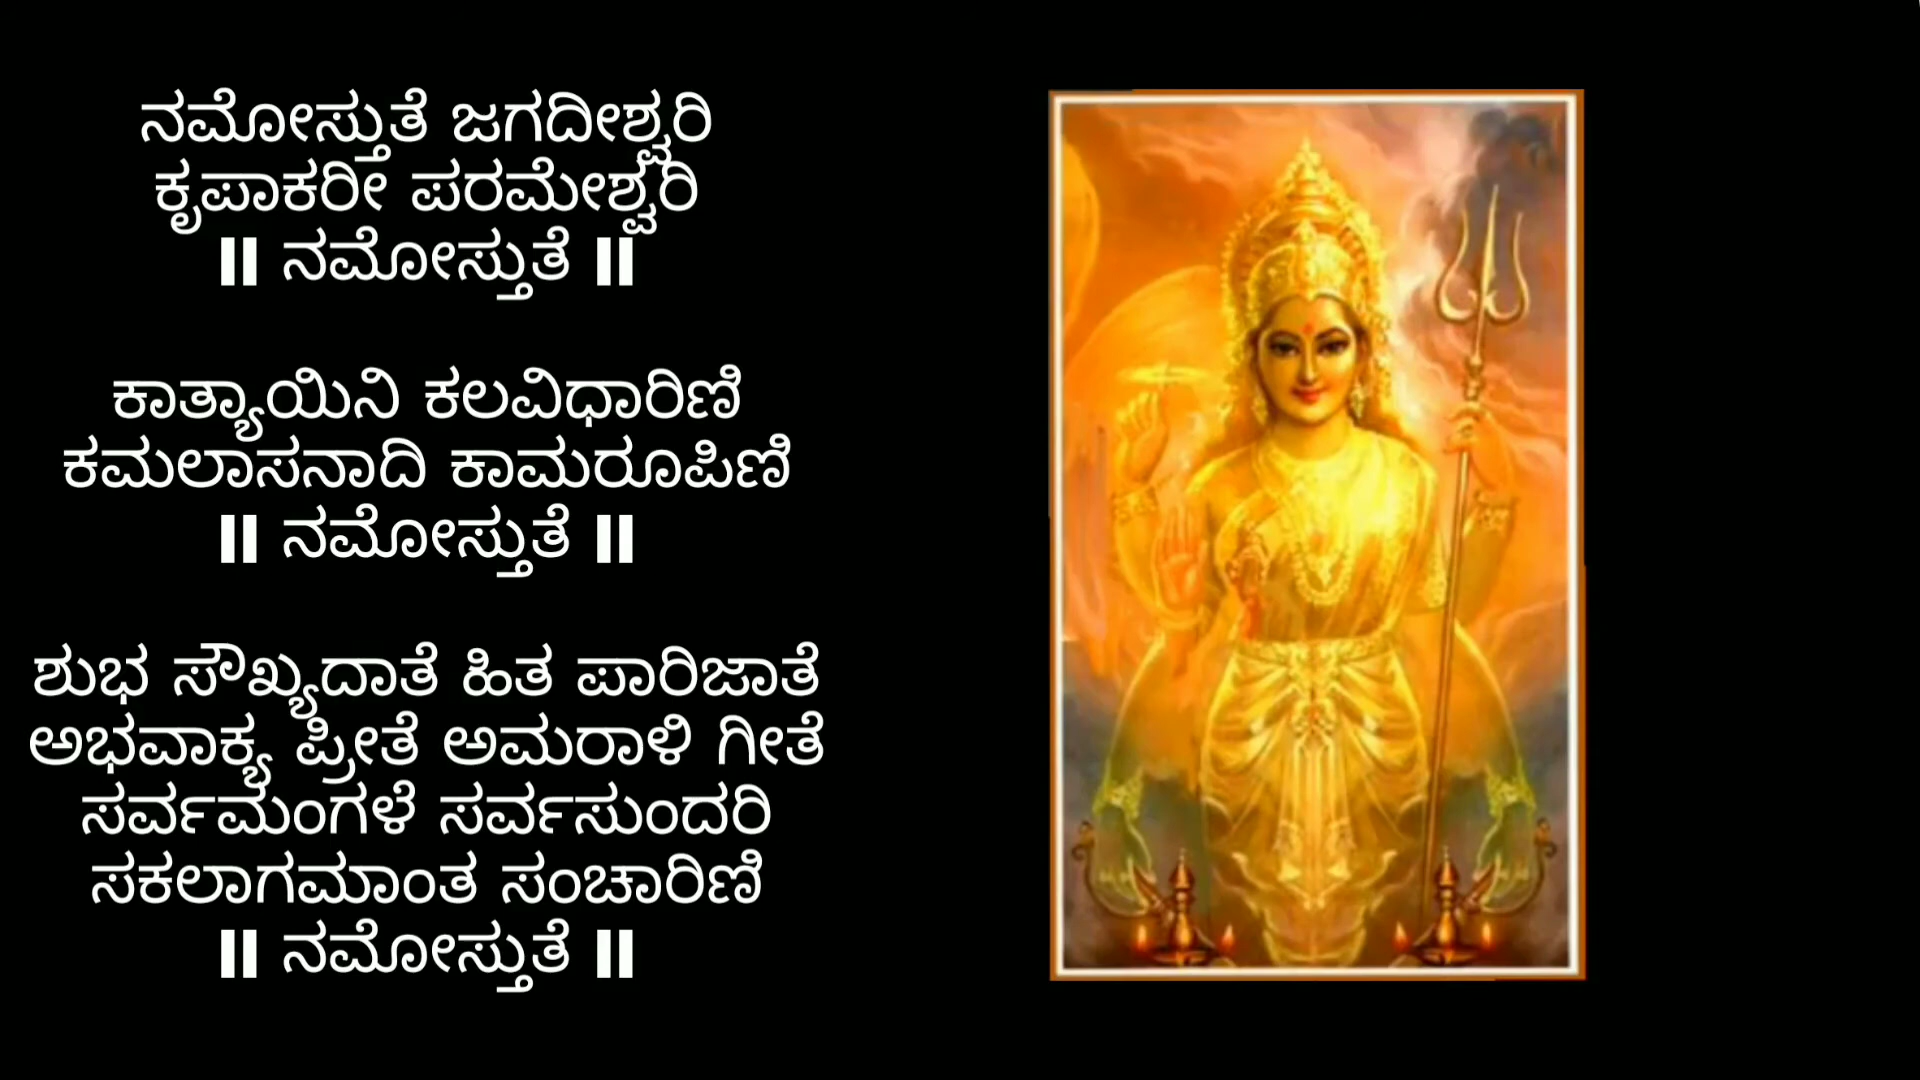 ನಮೋಸ್ತುತೆ ಜಗದೀಶ್ವರಿ
ಕೃಪಾಕರೀ ಪರಮೇಶ್ವರಿ
॥ ನಮೋಸ್ತುತೆ ॥
ಕಾತ್ಯಾಯಿನಿ ಕಲವಿಧಾರಿಣಿ
ಕಮಲಾಸನಾದಿ ಕಾಮರೂಪಿಣಿ
॥ ನಮೋಸ್ತುತೆ ॥
ಶುಭ ಸೌಖ್ಯದಾತೆ ಹಿತ ಪಾರಿಜಾತೆ
ಅಭವಾಕ್ಯ ಪ್ರೀತೆ ಅಮರಾಳಿ ಗೀತೆ
ಸರ್ವಮಂಗಳೆ ಸರ್ವಸುಂದರಿ
ಸಕಲಾಗಮಾಂತ ಸಂಚಾರಿಣಿ
॥ ನಮೋಸ್ತುತೆ ॥